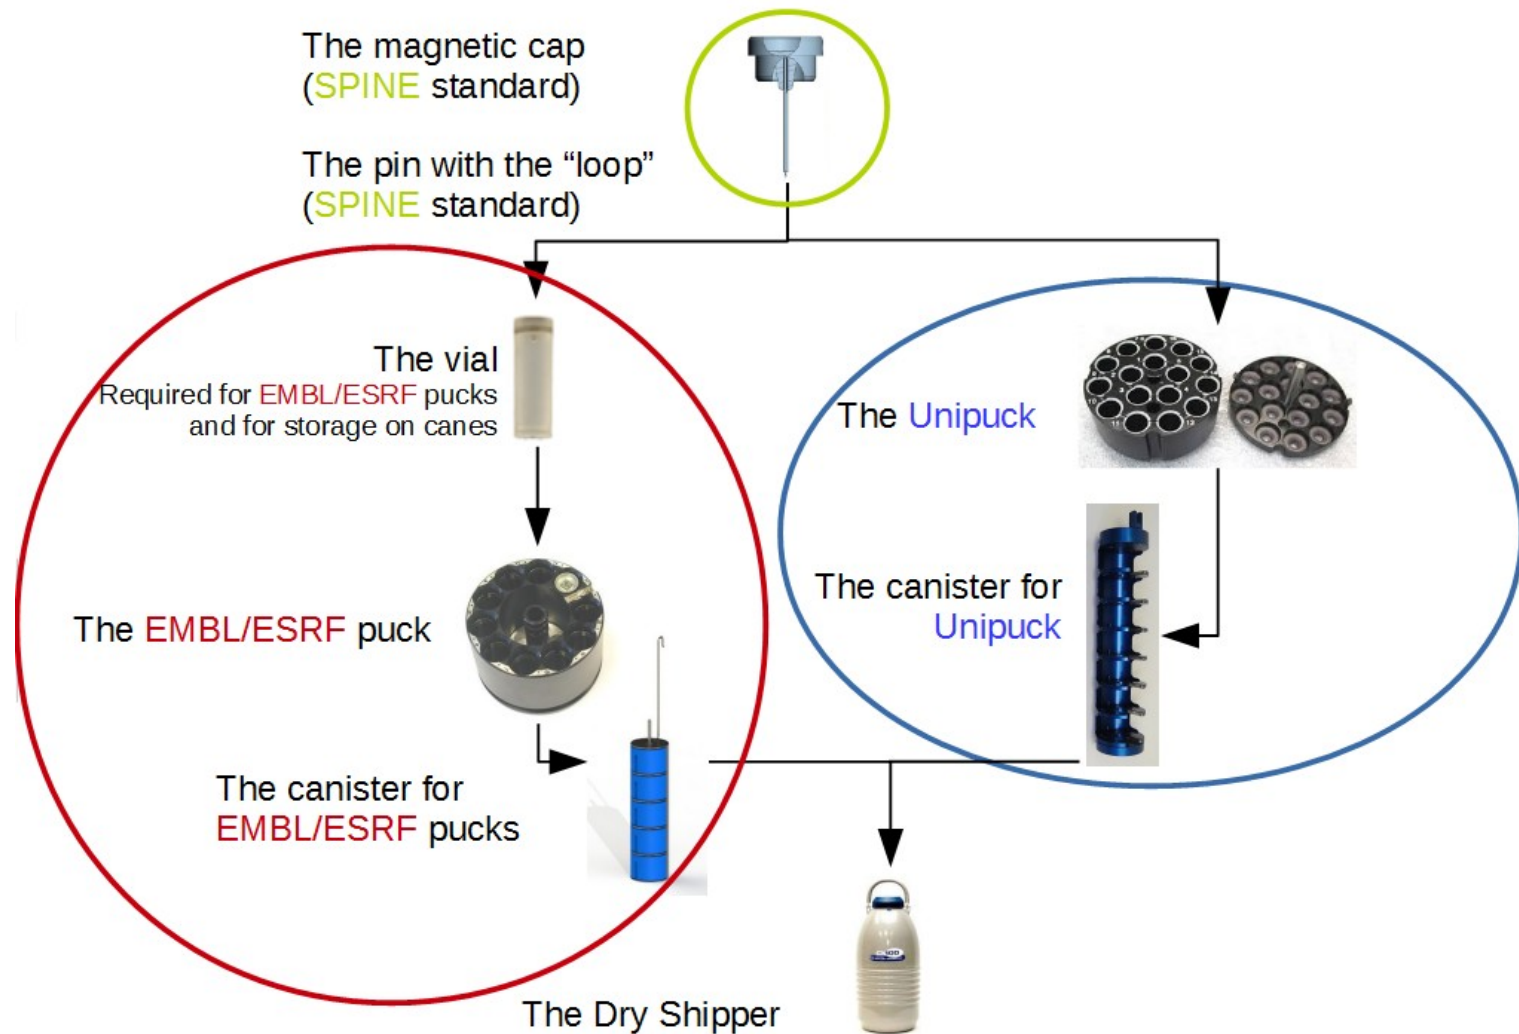 The magnetic cap
(SPINE standard)
The pin with the “loop”
(SPINE standard)
The vial
Required for EMBL/ESRF pucks
and for storage on canes
The Unipuck
The EMBL/ESRF puck
The canister for
Unipuck
The canister for
EMBL/ESRF pucks
The Dry Shipper